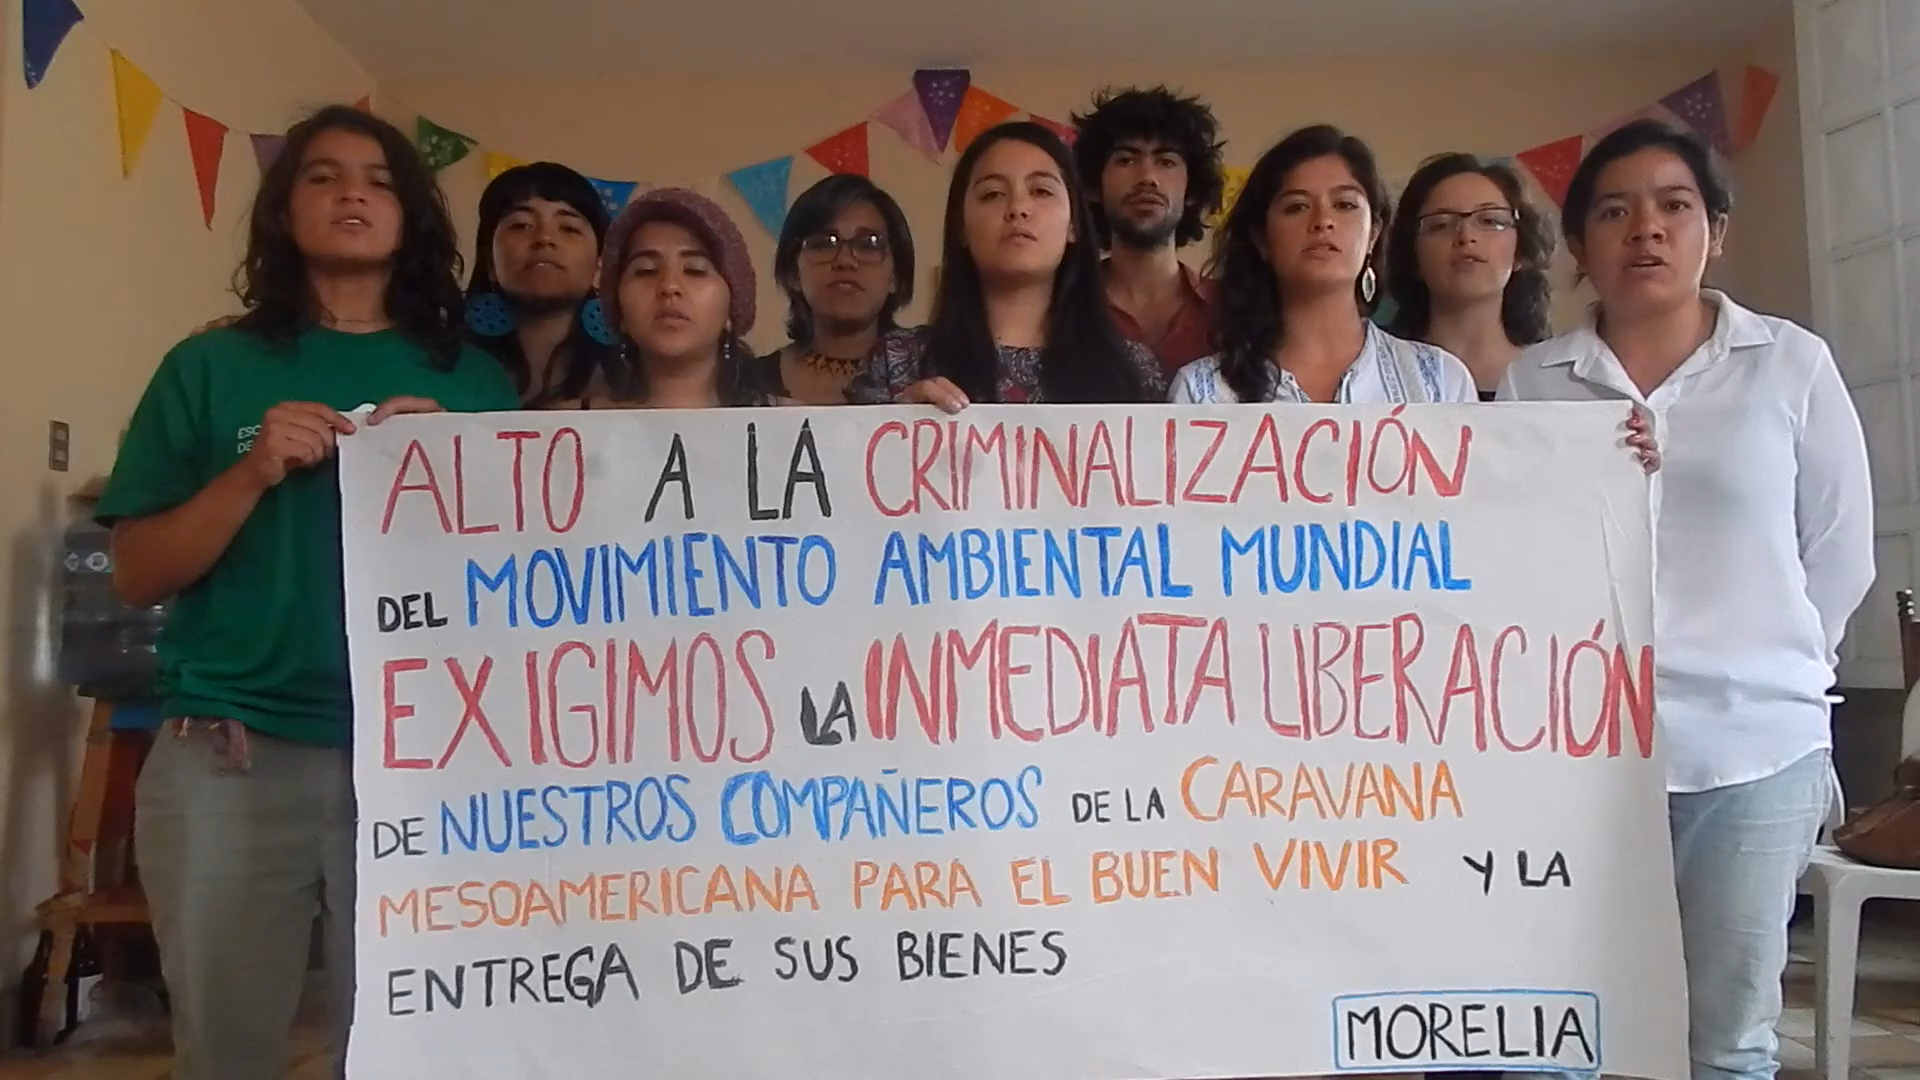 ALTO A LA CRIMINALIZACIÓN
DEL MOVIMIENTO AMBIENTAL MUNDIAL
EXIGIMOS LA INMEDIATA LIBERACIÓN
DE NUESTROS COMPAÑEROS DE LA CARAVANA
MESOAMERICANA PARA EL BUEN VIVIR Y LA
ENTREGA DE SUS BIENES
MORELIA